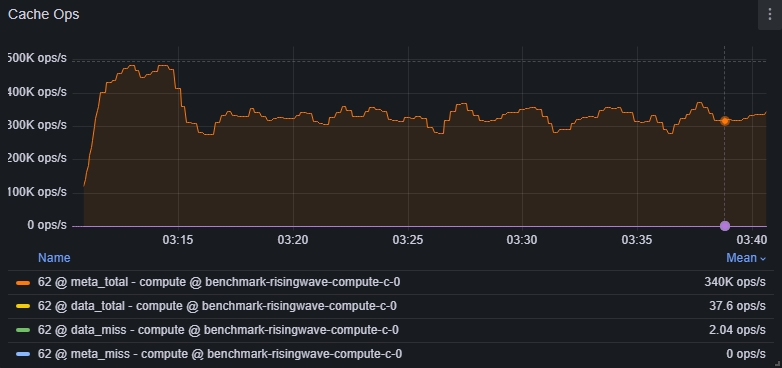 Cache Ops
500K ops/s
400K ops/s
300K ops/s
200K ops/s
100K ops/s
0 ops/s
03:15 03:20 03:25 03:30 03:35 03:40
Name Mean
62 @ meta_total - compute @ benchmark-risingwave-compute-c-0 340K ops/s
62 @ data_total - compute @ benchmark-risingwave-compute-c-0 37.6 ops/s
62 @ data_miss - compute @ benchmark-risingwave-compute-c-0 2.04 ops/s
62 @ meta_miss - compute @ benchmark-risingwave-compute-c-0 0 ops/s